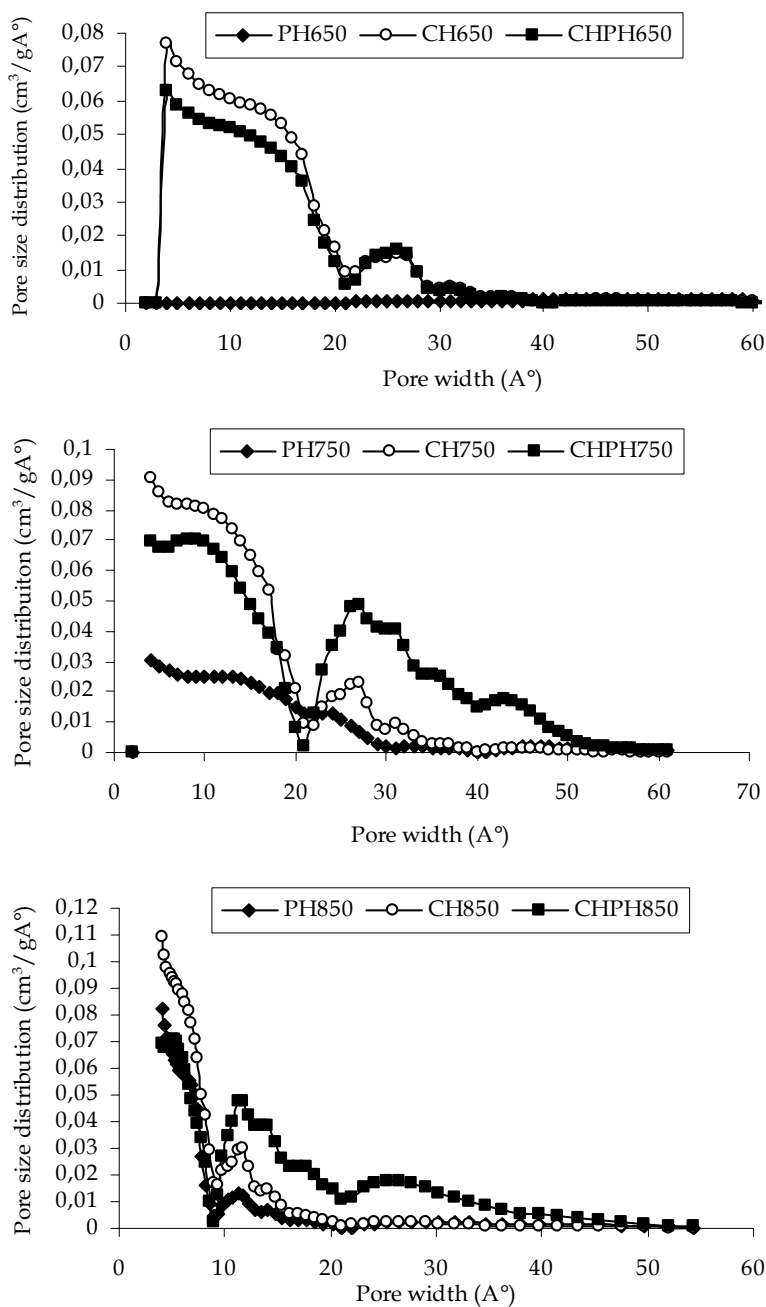 PH650 CH650 CHPH650
Pore size distribution (cm³/gA°)
0,08
0,07
0,06
0,05
0,04
0,03
0,02
0,01
0
0 10 20 30 40 50 60
Pore width (A°)
PH750 CH750 CHPH750
Pore size distribuiton (cm³/gA°)
0,1
0,09
0,08
0,07
0,06
0,05
0,04
0,03
0,02
0,01
0
0 10 20 30 40 50 60 70
Pore width (A°)
PH850 CH850 CHPH850
Pore size distribution (cm³/gA°)
0,12
0,11
0,1
0,09
0,08
0,07
0,06
0,05
0,04
0,03
0,02
0,01
0
0 10 20 30 40 50 60
Pore width (A°)